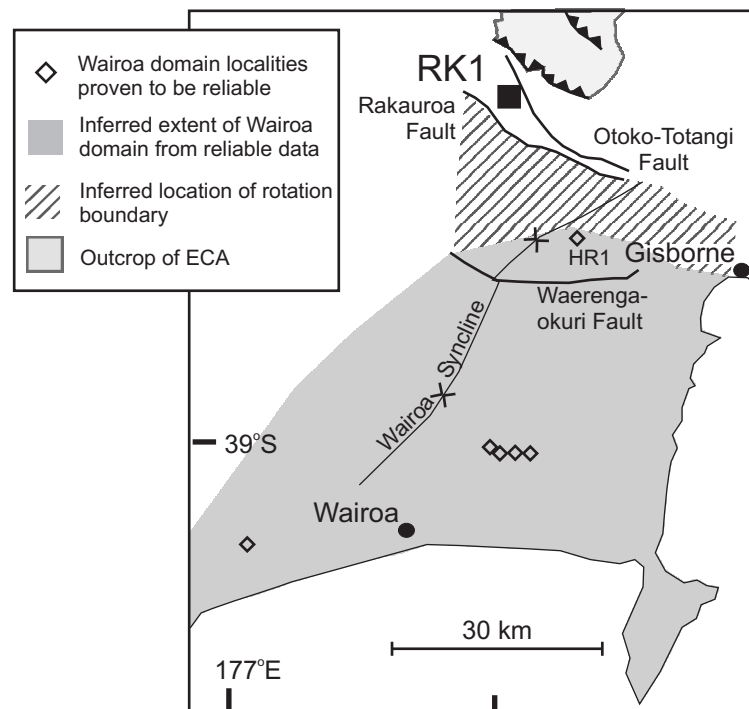 Wairoa domain localities
proven to be reliable
Inferred extent of Wairoa
domain from reliable data
Inferred location of rotation
boundary
Outcrop of ECA
RK1
Rakauroa
Fault
Otoko-Totangi
Fault
HR1
Gisborne
Waerenga-
okuri Fault
Wairoa Syncline
39°S
Wairoa
30 km
177°E